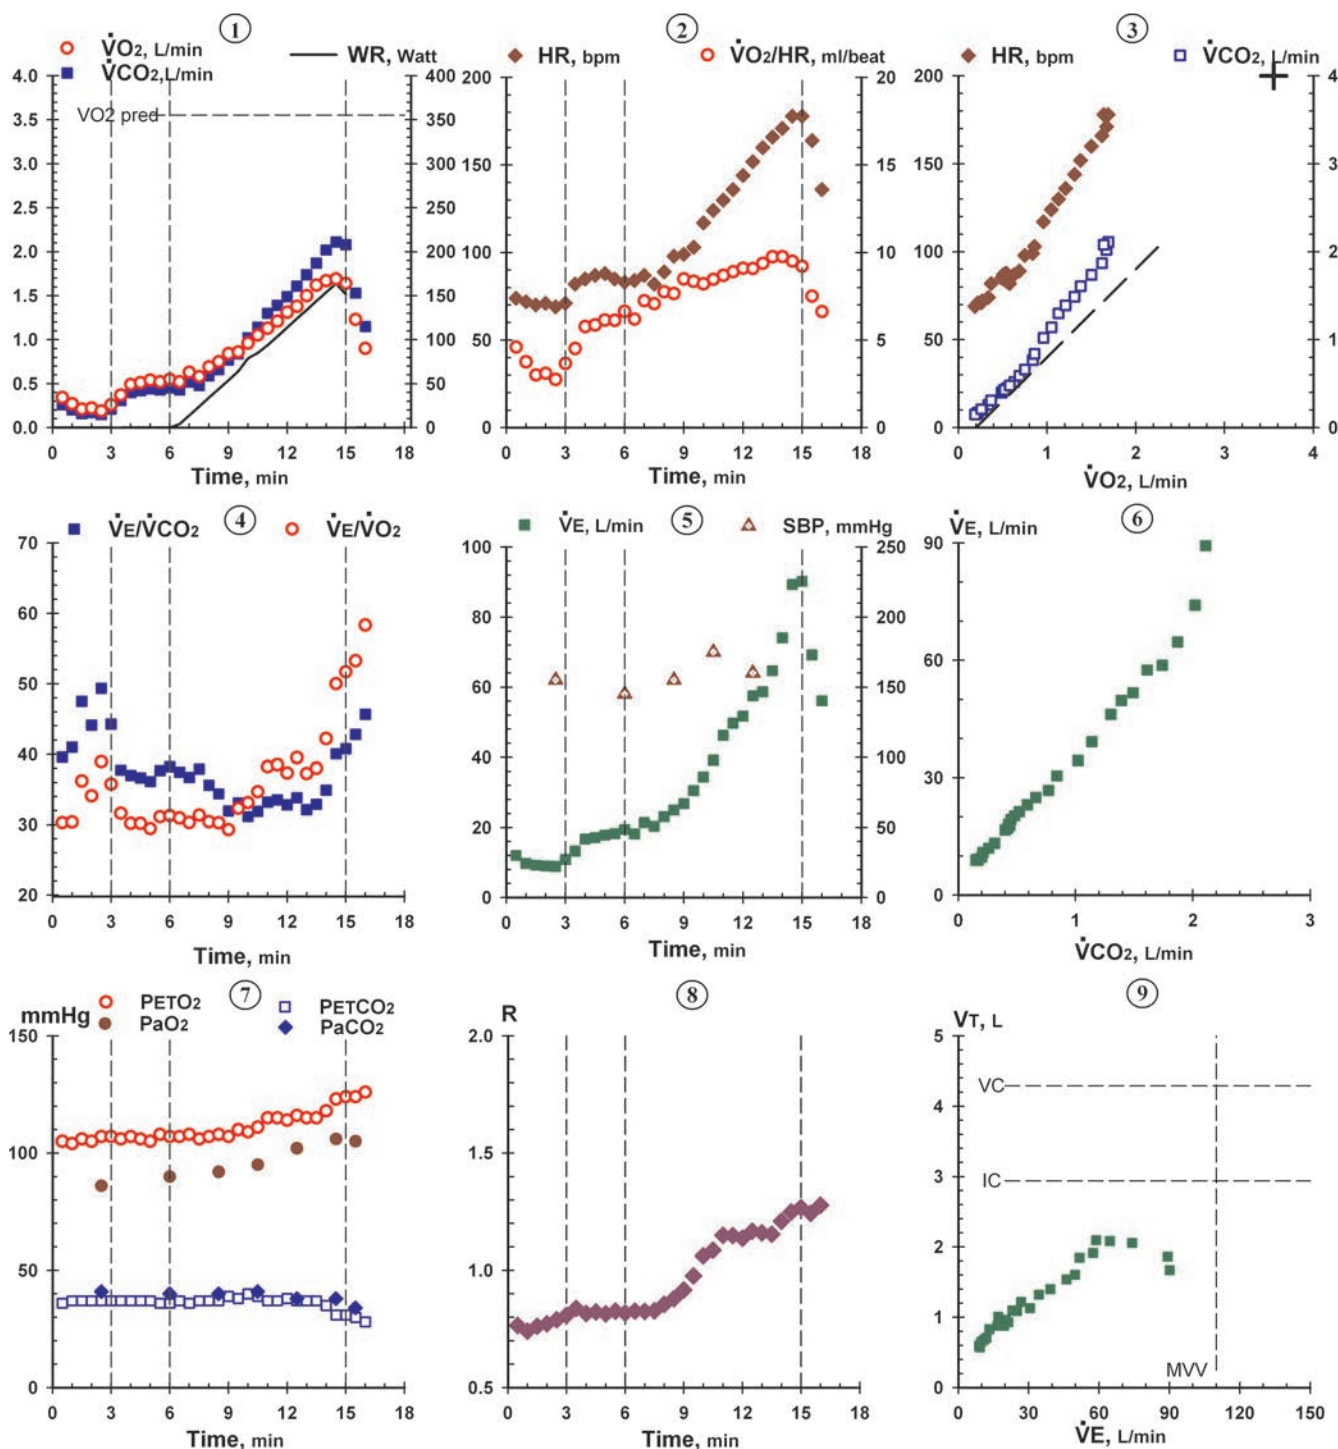 ① ② ③
V̇O2, L/min WR, Watt HR, bpm V̇O2/HR, ml/beat HR, bpm V̇CO2, L/min
V̇CO2, L/min
4.0 400 200 20 200 4
3.5 350
VO2 pred
3.0 300 150 15 150 3
2.5 250
2.0 200 100 10 100 2
1.5 150
1.0 100 50 5 50 1
0.5 50
0.0 0 0 0 0 0
0 3 6 9 12 15 18 0 3 6 9 12 15 18 0 1 2 3 4
Time, min Time, min V̇O2, L/min
④ ⑤ ⑥
V̇E/V̇CO2 V̇E/V̇O2 V̇E, L/min SBP, mmHg V̇E, L/min
70 100 250 90
60 80 200
50 60 150 60
40 40 100 30
30 20 50
20 0 0 0
0 3 6 9 12 15 18 0 3 6 9 12 15 18 0 1 2 3
Time, min Time, min V̇CO2, L/min
⑦ ⑧ ⑨
PETO2 PETCO2
mmHg PaO2 PaCO2 R VT, L
150 2.0 5
VC
4
100 1.5 3
IC
50 1.0 2
1
MVV
0 0.5 0
0 3 6 9 12 15 18 0 3 6 9 12 15 18 0 30 60 90 120 150
Time, min Time, min V̇E, L/min